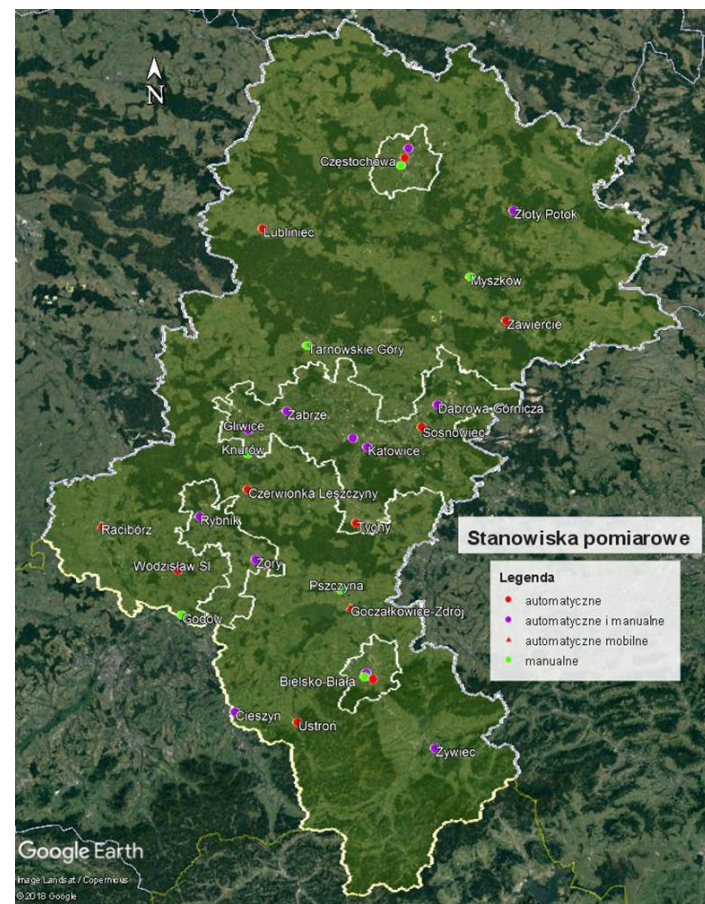 N
Częstochowa
Złoty Potok
Lubliniec
Myszków
Zawiercie
Tarnowskie Góry
Dąbrowa Górnicza
Zabrze
Gliwice
Sosnowiec
Katowice
Knurów
Czerwionka Leszczyny
Rybnik
Racibórz
Tychy
Stanowiska pomiarowe
Wodzisław Śl
Żory
Legenda
Pszczyna
automatyczne
Goczałkowice-Zdrój
Godów
automatyczne i manualne
automatyczne mobilne
manualne
Bielsko-Biała
Cieszyn
Ustroń
Żywiec
Google Earth
Image Landsat / Copernicus
© 2018 Google